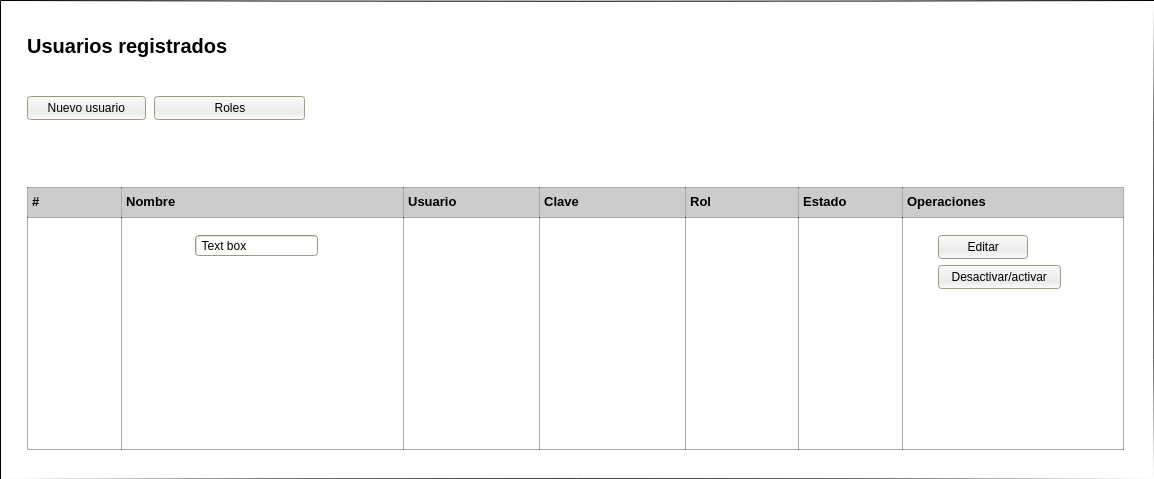 Usuarios registrados
Nuevo usuario Roles
# Nombre Usuario Clave Rol Estado Operaciones
Text box Editar
Desactivar/activar